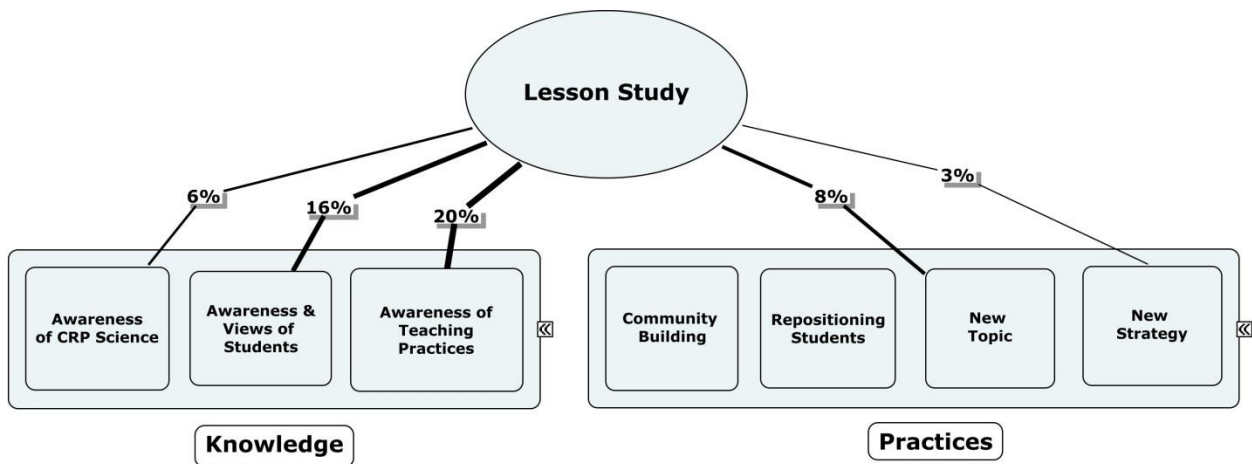 Lesson Study
6%
16%
20%
8%
3%
Awareness
of CRP Science
Awareness &
Views of
Students
Awareness of
Teaching
Practices
Community
Building
Repositioning
Students
New
Topic
New
Strategy
Knowledge
Practices